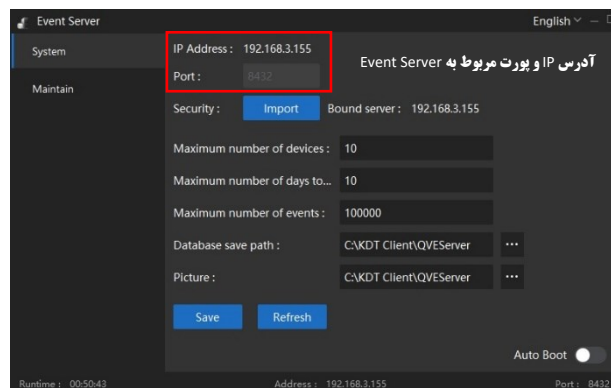 Event Server English
System
Maintain
IP Address : 192.168.3.155
Port : 8432
آدرس IP و پورت مربوط به Event Server
Security : Import Bound server : 192.168.3.155
Maximum number of devices : 10
Maximum number of days to... 10
Maximum number of events : 100000
Database save path : C:\KDT Client\QVEServer ...
Picture : C:\KDT Client\QVEServer ...
Save Refresh
Auto Boot
Runtime : 00:50:43 Address : 192.168.3.155 Port : 8432